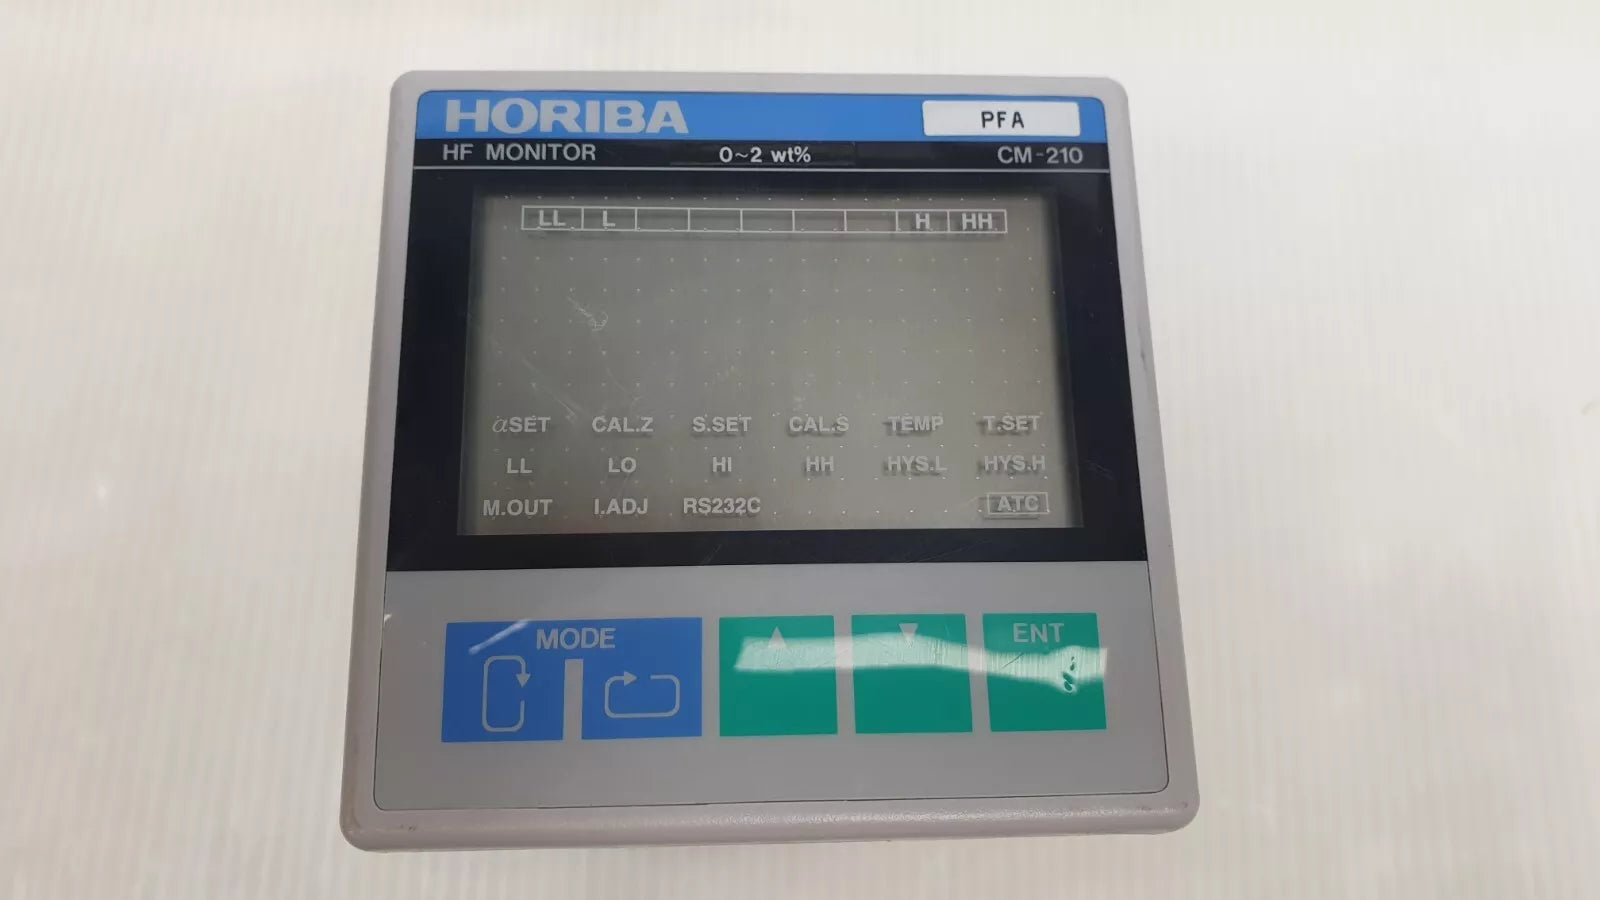 HORIBA PFA
HF MONITOR 0~2 wt% CM-210
LL L H HH
αSET CAL.Z S.SET CAL.S TEMP T.SET
LL LO HI HH HYS.L HYS.H
M.OUT I.ADJ RS232C ATC
MODE ▲ ▼ ENT